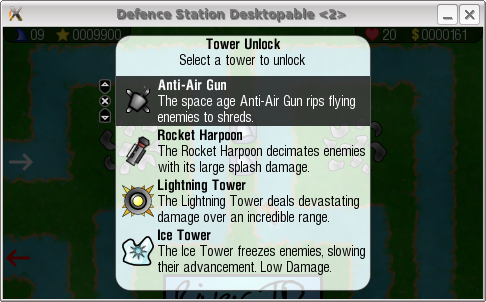 Defence Station Desktopable <2>
09 0009900 20 $0000161
Tower Unlock
Select a tower to unlock
Anti-Air Gun
The space age Anti-Air Gun rips flying
enemies to shreds.
Rocket Harpoon
The Rocket Harpoon decimates enemies
with its large splash damage.
Lightning Tower
The Lightning Tower deals devastating
damage over an incredible range.
Ice Tower
The Ice Tower freezes enemies, slowing
their advancement. Low Damage.